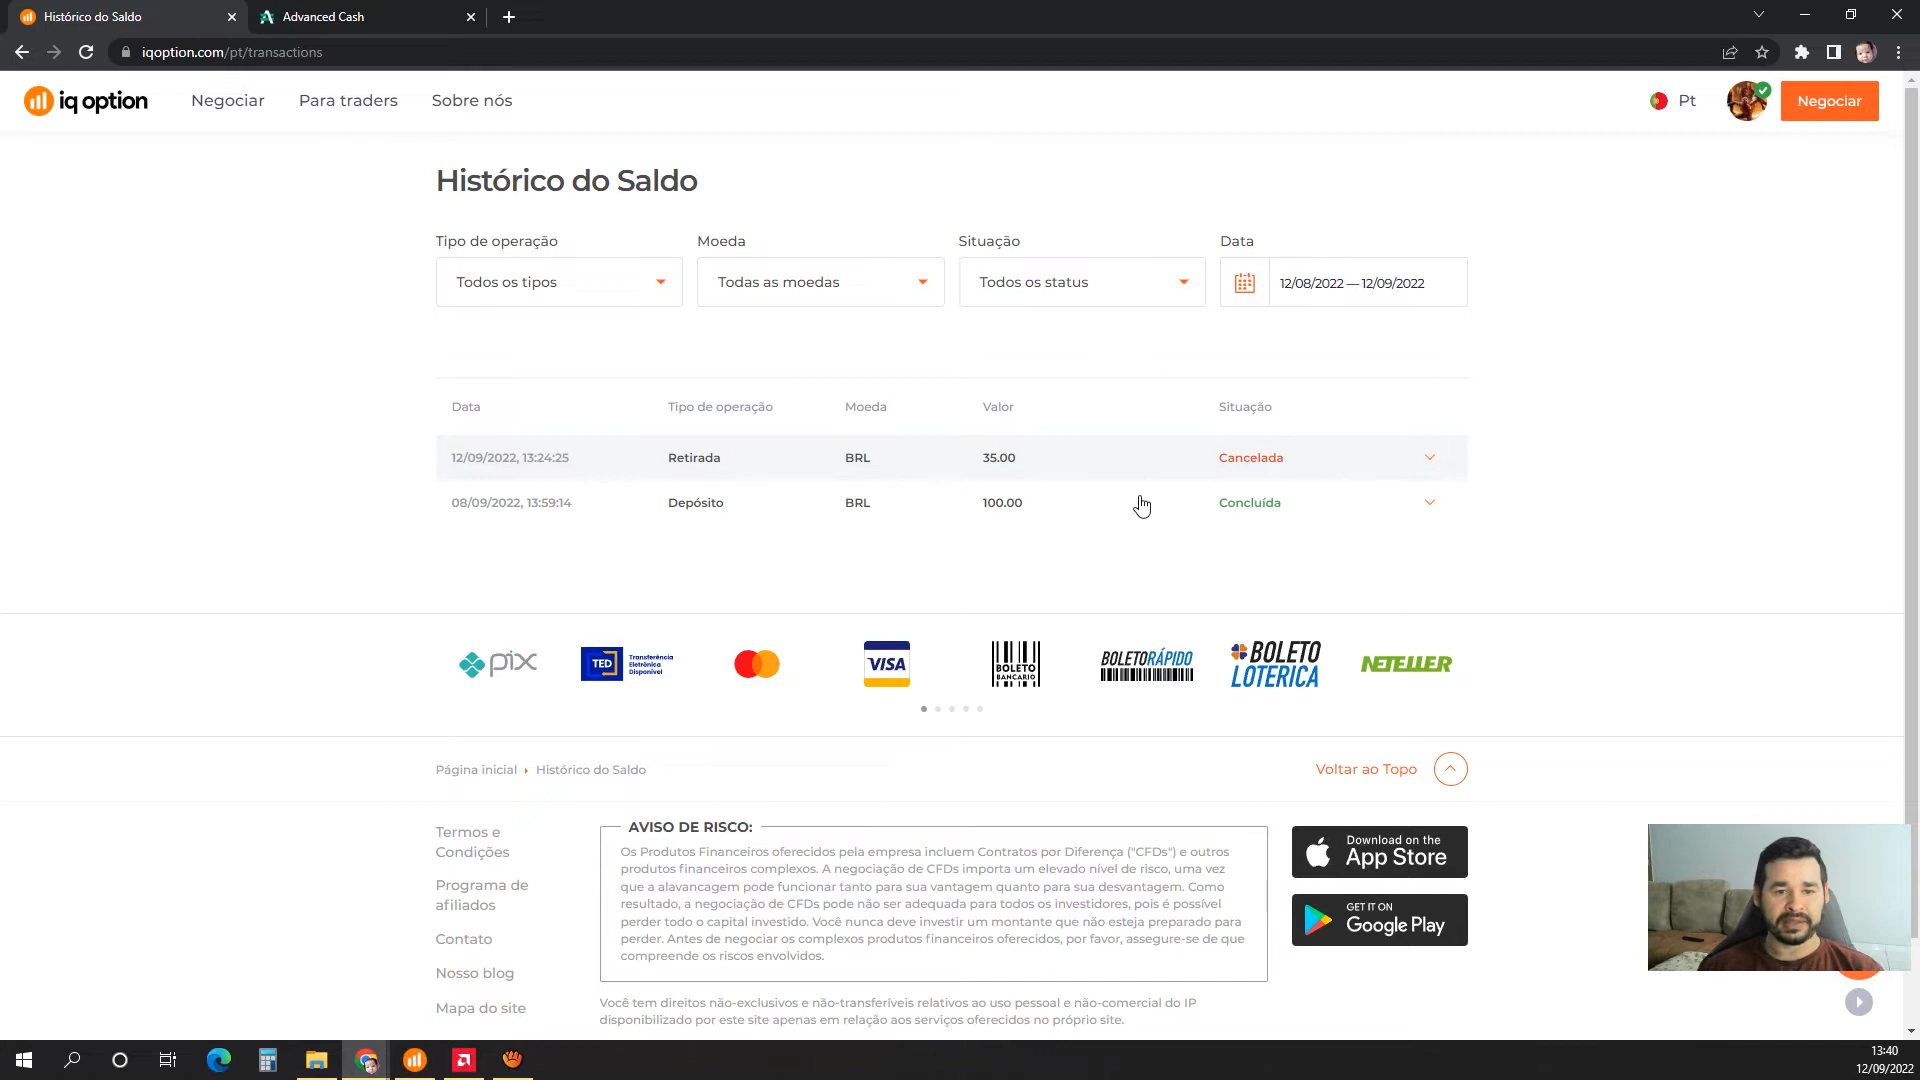 Histórico do Saldo
Advanced Cash
iqoption.com/pt/transactions
iq option
Negociar
Para traders
Sobre nós
Pt
Negociar
Histórico do Saldo
Tipo de operação
Moeda
Situação
Data
Todos os tipos
Todas as moedas
Todos os status
12/08/2022 — 12/09/2022
Data
Tipo de operação
Moeda
Valor
Situação
12/09/2022, 13:24:25
Retirada
BRL
35.00
Cancelada
08/09/2022, 13:59:14
Depósito
BRL
100.00
Concluída
pix
TED
Transferência
Eletrônica
Disponível
VISA
BOLETO
BANCÁRIO
BOLETORÁPIDO
BOLETO
LOTERICA
NETELLER
Página inicial
Histórico do Saldo
Voltar ao Topo
Termos e
Condições
Programa de
afiliados
Contato
Nosso blog
Mapa do site
AVISO DE RISCO:
Os Produtos Financeiros oferecidos pela empresa incluem Contratos por Diferença ("CFDs") e outros
produtos financeiros complexos. A negociação de CFDs importa um elevado nível de risco, uma vez
que a alavancagem pode funcionar tanto para sua vantagem quanto para sua desvantagem. Como
resultado, a negociação de CFDs pode não ser adequada para todos os investidores, pois é possível
perder todo o capital investido. Você nunca deve investir um montante que não esteja preparado para
perder. Antes de negociar os complexos produtos financeiros oferecidos, por favor, assegure-se de que
compreende os riscos envolvidos.
Você tem direitos não-exclusivos e não-transferíveis relativos ao uso pessoal e não-comercial do IP
disponibilizado por este site apenas em relação aos serviços oferecidos no próprio site.
Download on the
App Store
GET IT ON
Google Play
13:40
12/09/2022